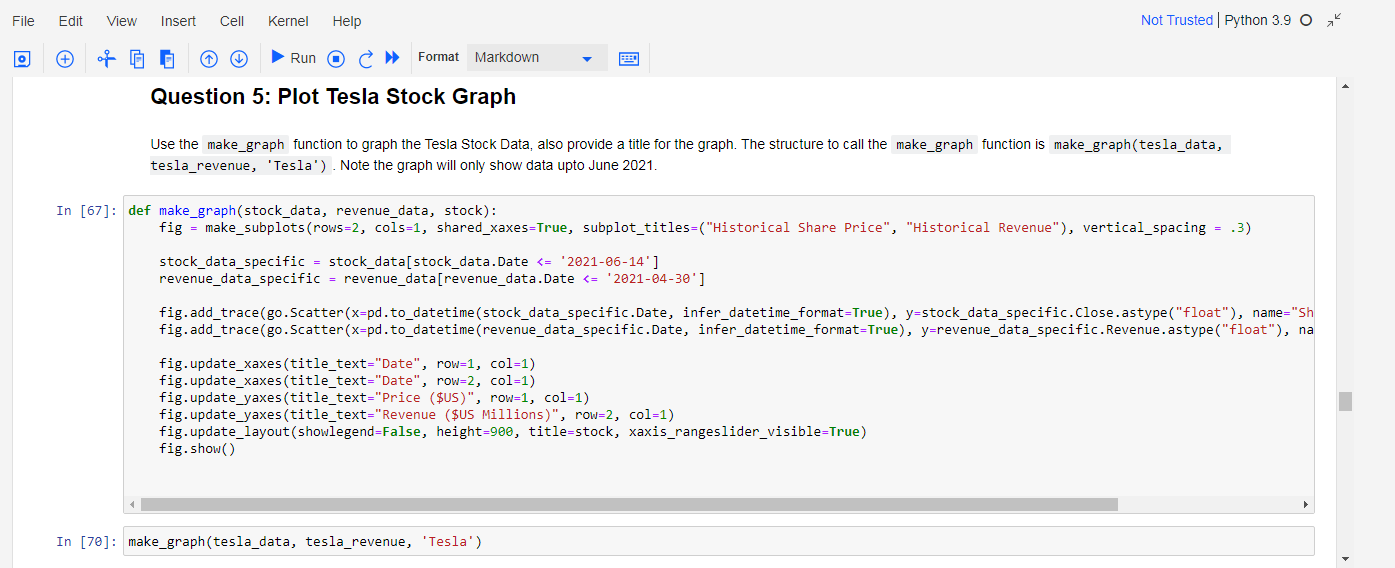 File Edit View Insert Cell Kernel Help Not Trusted | Python 3.9
Run Format Markdown
Question 5: Plot Tesla Stock Graph
Use the make_graph function to graph the Tesla Stock Data, also provide a title for the graph. The structure to call the make_graph function is make_graph(tesla_data,
tesla_revenue, 'Tesla') . Note the graph will only show data upto June 2021.
In [67]: def make_graph(stock_data, revenue_data, stock):
    fig = make_subplots(rows=2, cols=1, shared_xaxes=True, subplot_titles=("Historical Share Price", "Historical Revenue"), vertical_spacing = .3)
    stock_data_specific = stock_data[stock_data.Date <= '2021-06-14']
    revenue_data_specific = revenue_data[revenue_data.Date <= '2021-04-30']
    fig.add_trace(go.Scatter(x=pd.to_datetime(stock_data_specific.Date, infer_datetime_format=True), y=stock_data_specific.Close.astype("float"), name="Sh
    fig.add_trace(go.Scatter(x=pd.to_datetime(revenue_data_specific.Date, infer_datetime_format=True), y=revenue_data_specific.Revenue.astype("float"), na
    fig.update_xaxes(title_text="Date", row=1, col=1)
    fig.update_xaxes(title_text="Date", row=2, col=1)
    fig.update_yaxes(title_text="Price ($US)", row=1, col=1)
    fig.update_yaxes(title_text="Revenue ($US Millions)", row=2, col=1)
    fig.update_layout(showlegend=False, height=900, title=stock, xaxis_rangeslider_visible=True)
    fig.show()
In [70]: make_graph(tesla_data, tesla_revenue, 'Tesla')